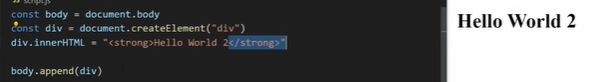 script.js
const body = document.body
const div = document.createElement("div")
div.innerHTML = "<strong>Hello World 2</strong>"
body.append(div)
Hello World 2